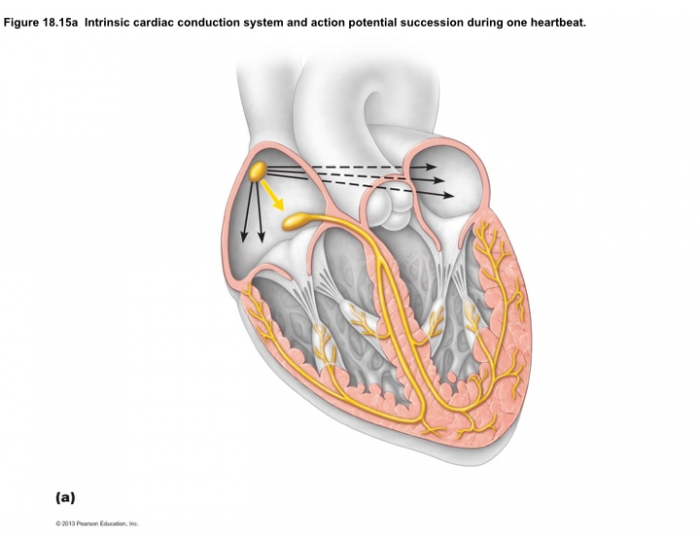 Figure 18.15a Intrinsic cardiac conduction system and action potential succession during one heartbeat.
(a)
© 2013 Pearson Education, Inc.